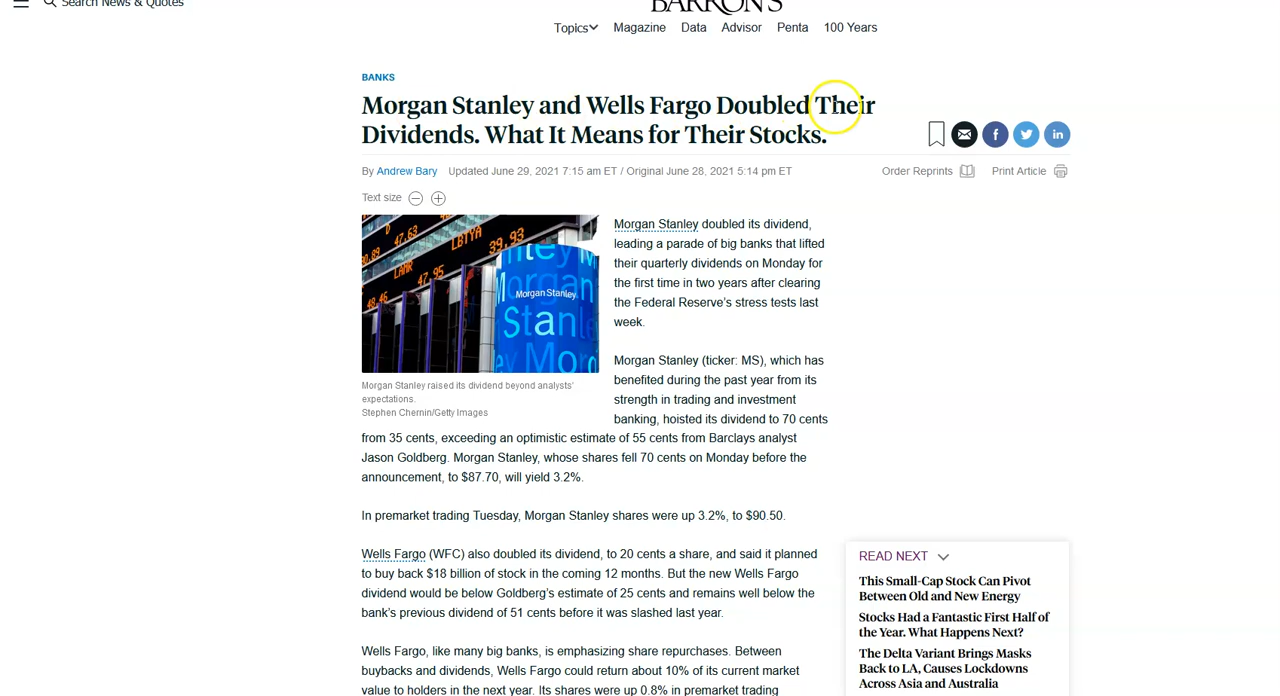 Search News & Quotes
BARRON'S
Topics
Magazine
Data
Advisor
Penta
100 Years
BANKS
Morgan Stanley and Wells Fargo Doubled Their
Dividends. What It Means for Their Stocks.
By Andrew Bary Updated June 29, 2021 7:15 am ET / Original June 28, 2021 5:14 pm ET
Order Reprints
Print Article
Text size
LBTYA
39.93
47.63
LAMR
47.95
48.46
Morgan Stanley
Morgan Stanley raised its dividend beyond analysts'
expectations.
Stephen Chernin/Getty Images
Morgan Stanley doubled its dividend,
leading a parade of big banks that lifted
their quarterly dividends on Monday for
the first time in two years after clearing
the Federal Reserve's stress tests last
week.
Morgan Stanley (ticker: MS), which has
benefited during the past year from its
strength in trading and investment
banking, hoisted its dividend to 70 cents
from 35 cents, exceeding an optimistic estimate of 55 cents from Barclays analyst
Jason Goldberg. Morgan Stanley, whose shares fell 70 cents on Monday before the
announcement, to $87.70, will yield 3.2%.
In premarket trading Tuesday, Morgan Stanley shares were up 3.2%, to $90.50.
Wells Fargo (WFC) also doubled its dividend, to 20 cents a share, and said it planned
to buy back $18 billion of stock in the coming 12 months. But the new Wells Fargo
dividend would be below Goldberg's estimate of 25 cents and remains well below the
bank's previous dividend of 51 cents before it was slashed last year.
Wells Fargo, like many big banks, is emphasizing share repurchases. Between
buybacks and dividends, Wells Fargo could return about 10% of its current market
value to holders in the next year. Its shares were up 0.8% in premarket trading
READ NEXT
This Small-Cap Stock Can Pivot
Between Old and New Energy
Stocks Had a Fantastic First Half of
the Year. What Happens Next?
The Delta Variant Brings Masks
Back to LA, Causes Lockdowns
Across Asia and Australia